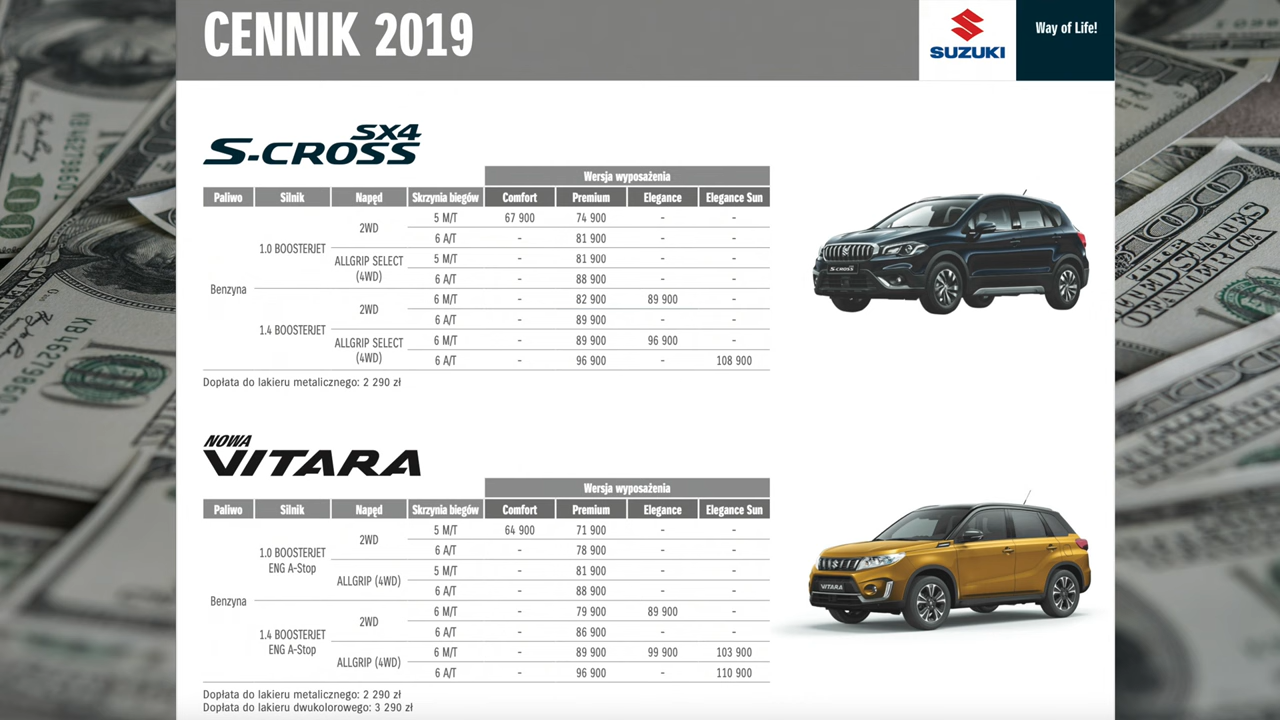 CENNIK 2019
SUZUKI
Way of Life!
SX4
S-CROSS
Wersja wyposażenia
Paliwo Silnik Napęd Skrzynia biegów Comfort Premium Elegance Elegance Sun
Benzyna 1.0 BOOSTERJET 2WD 5 M/T 67 900 74 900 - -
6 A/T - 81 900 - -
ALLGRIP SELECT (4WD) 5 M/T - 81 900 - -
6 A/T - 88 900 - -
1.4 BOOSTERJET 2WD 6 M/T - 82 900 89 900 -
6 A/T - 89 900 - -
ALLGRIP SELECT (4WD) 6 M/T - 89 900 96 900 -
6 A/T - 96 900 - 108 900
Dopłata do lakieru metalicznego: 2 290 zł
S-CROSS
NOWA
VITARA
Wersja wyposażenia
Paliwo Silnik Napęd Skrzynia biegów Comfort Premium Elegance Elegance Sun
Benzyna 1.0 BOOSTERJET ENG A-Stop 2WD 5 M/T 64 900 71 900 - -
6 A/T - 78 900 - -
ALLGRIP (4WD) 5 M/T - 81 900 - -
6 A/T - 88 900 - -
1.4 BOOSTERJET ENG A-Stop 2WD 6 M/T - 79 900 89 900 -
6 A/T - 86 900 - -
ALLGRIP (4WD) 6 M/T - 89 900 99 900 103 900
6 A/T - 96 900 - 110 900
Dopłata do lakieru metalicznego: 2 290 zł
Dopłata do lakieru dwukolorowego: 3 290 zł
VITARA
100
KB46279860
100